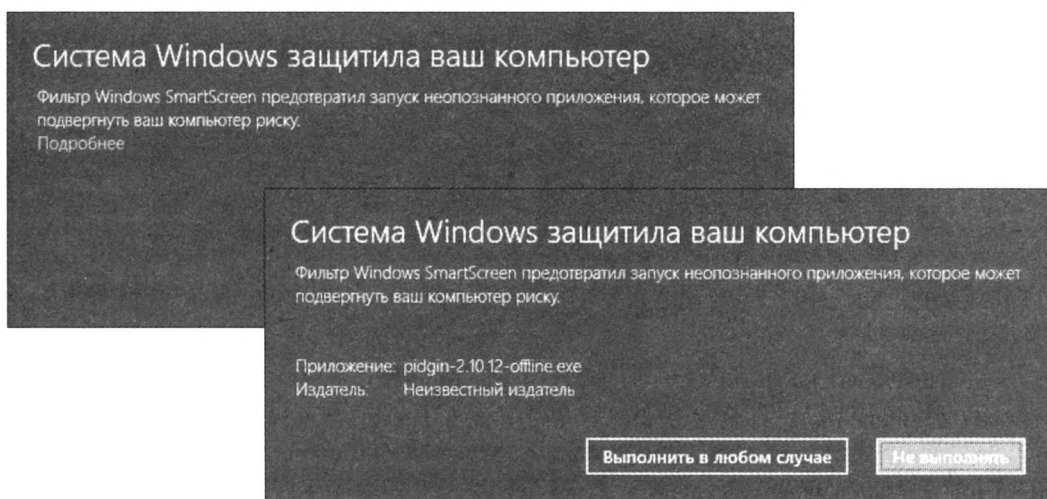 Система Windows защитила ваш компьютер
Фильтр Windows SmartScreen предотвратил запуск неопознанного приложения, которое может
подвергнуть ваш компьютер риску.
Подробнее
Система Windows защитила ваш компьютер
Фильтр Windows SmartScreen предотвратил запуск неопознанного приложения, которое может
подвергнуть ваш компьютер риску.
Приложение: pidgin-2.10.12-offline.exe
Издатель: Неизвестный издатель
Выполнить в любом случае
Не выполнять